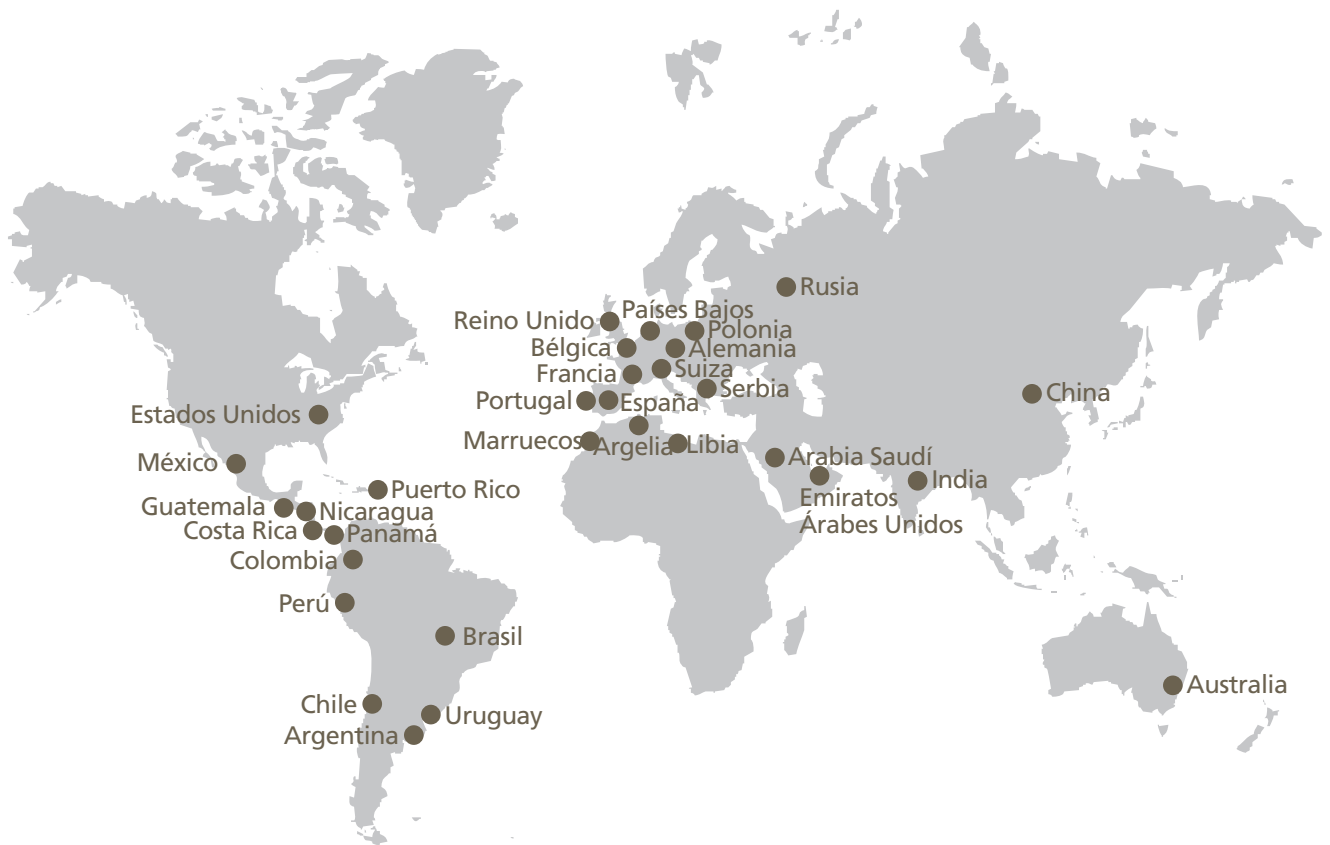 Rusia
Países Bajos
Reino Unido
Polonia
Bélgica
Alemania
Francia
Suiza
Serbia
China
Portugal
España
Estados Unidos
Marruecos
Argelia
Libia
Arabia Saudí
México
India
Puerto Rico
Emiratos
Árabes Unidos
Guatemala
Nicaragua
Costa Rica
Panamá
Colombia
Perú
Brasil
Australia
Chile
Uruguay
Argentina